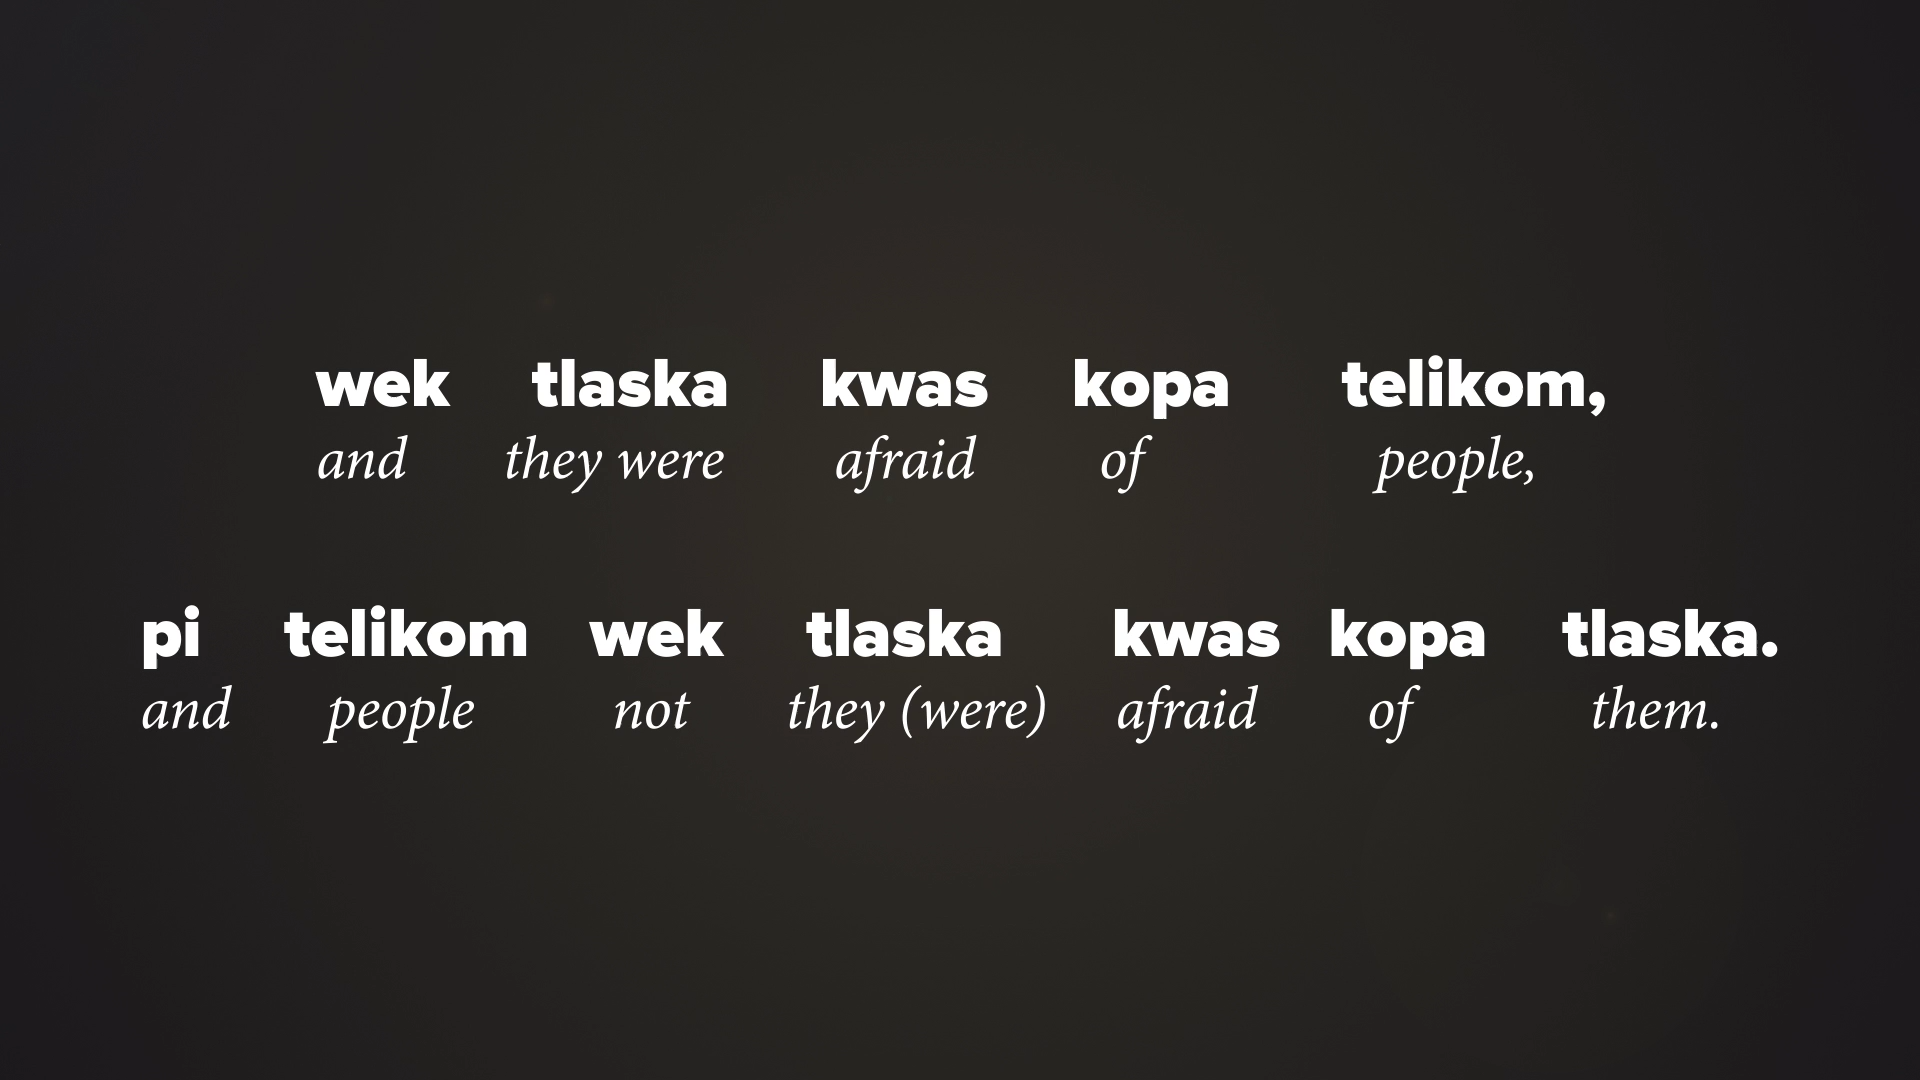 wek tlaska kwas kopa telikom,
and they were afraid of people,
pi telikom wek tlaska kwas kopa tlaska.
and people not they (were) afraid of them.